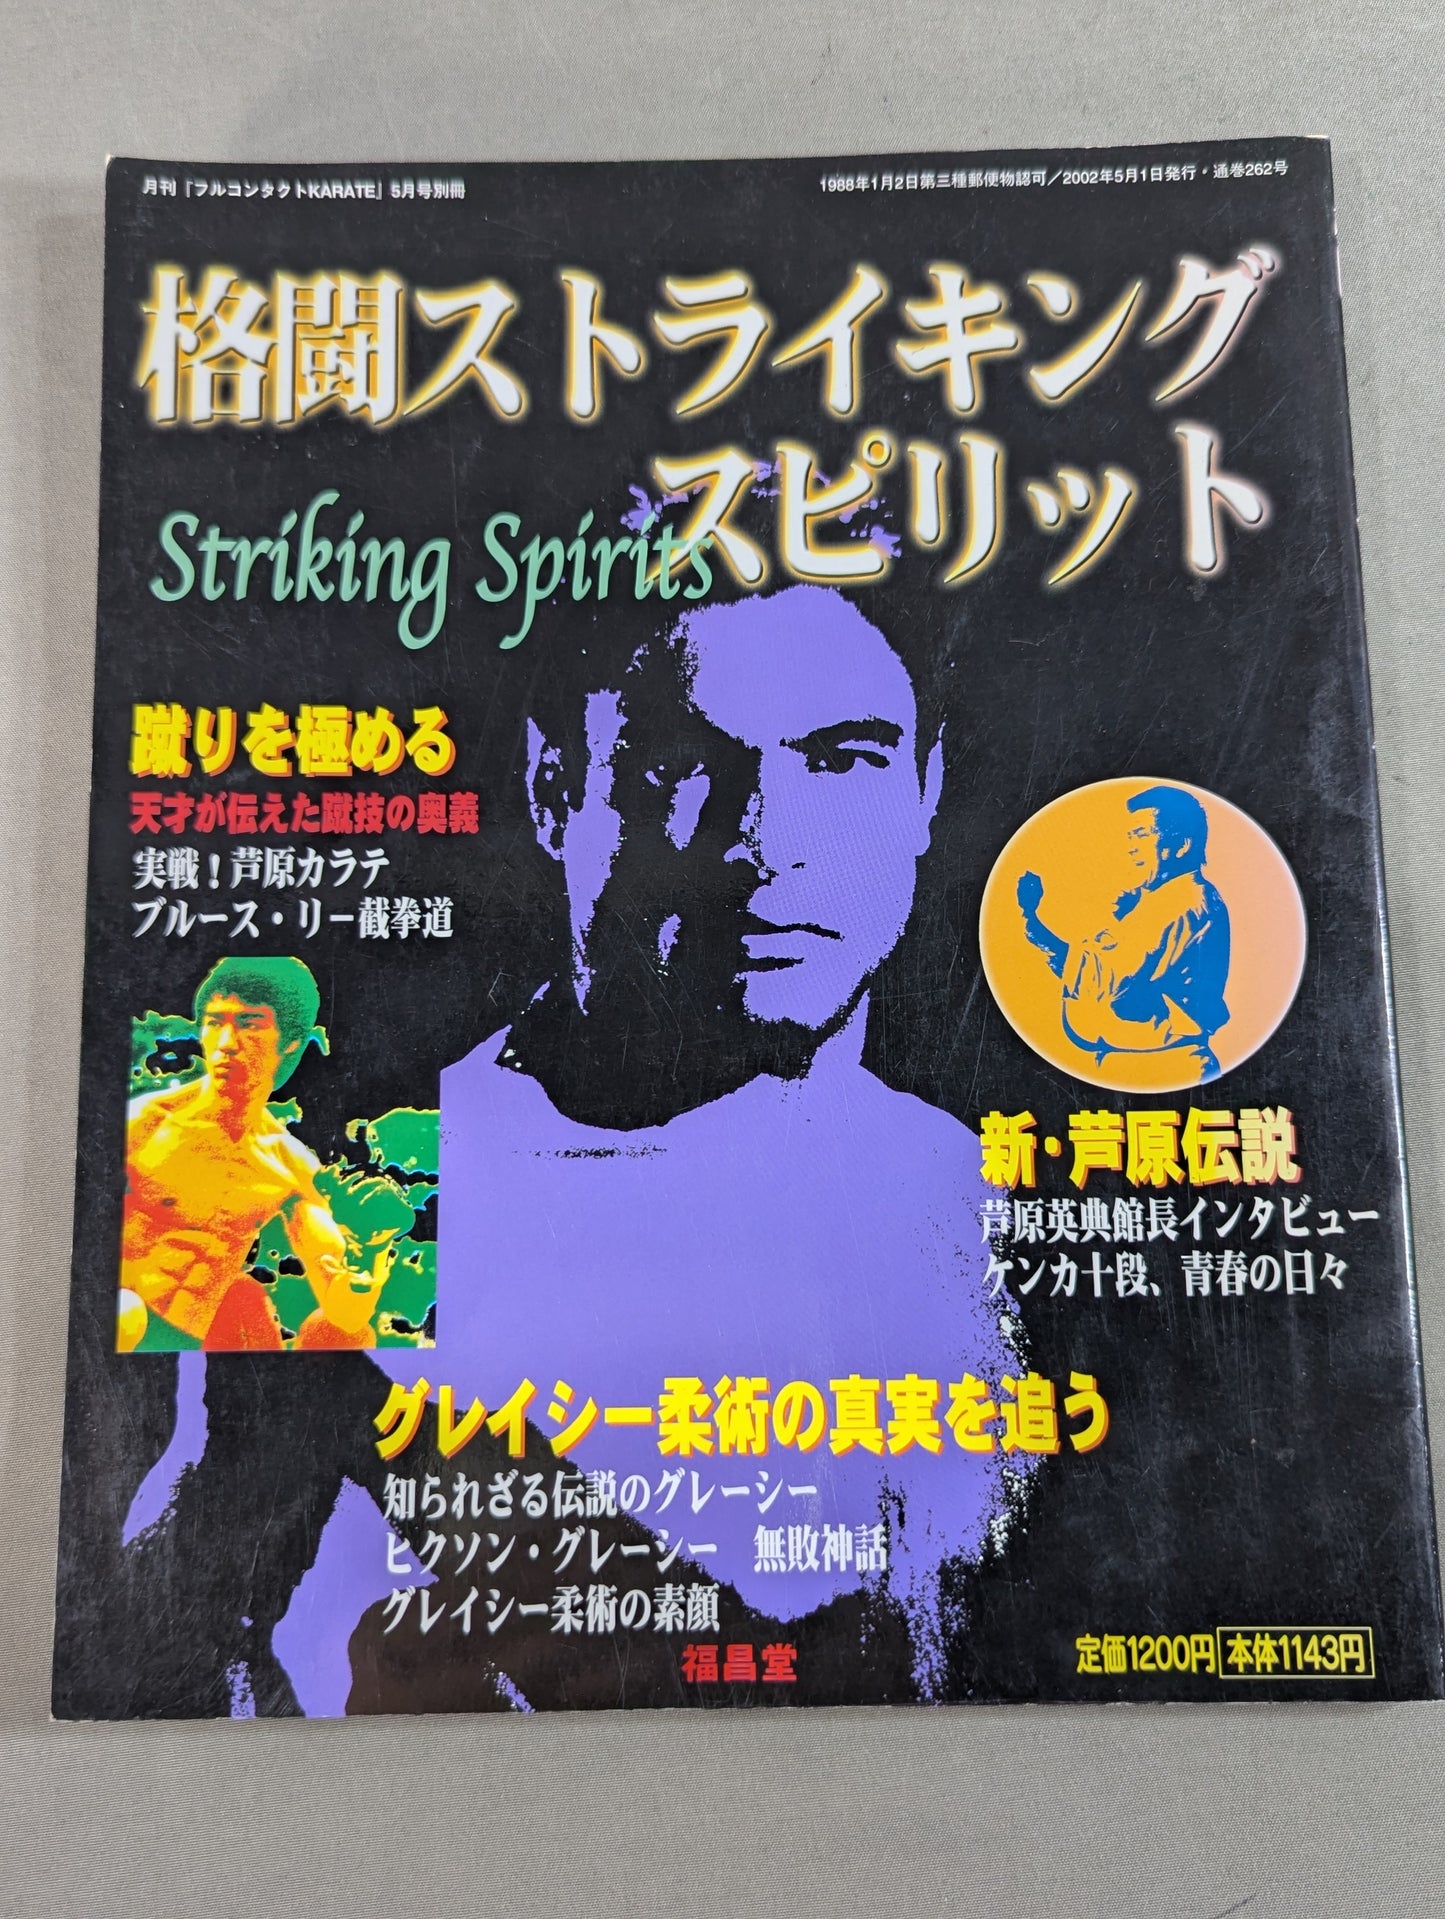 月刊『フルコンタクトKARATE』5月号別冊
1988年1月2日第三種郵便物認可／2002年5月1日発行・通巻262号
格闘ストライキング
スピリット
Striking Spirits
蹴りを極める
天才が伝えた蹴技の奥義
実戦！芦原カラテ
ブルース・リー截拳道
新・芦原伝説
芦原英典館長インタビュー
ケンカ十段、青春の日々
グレイシー柔術の真実を追う
知られざる伝説のグレーシー
ヒクソン・グレーシー　無敗神話
グレイシー柔術の素顔
福昌堂
定価1200円 本体1143円